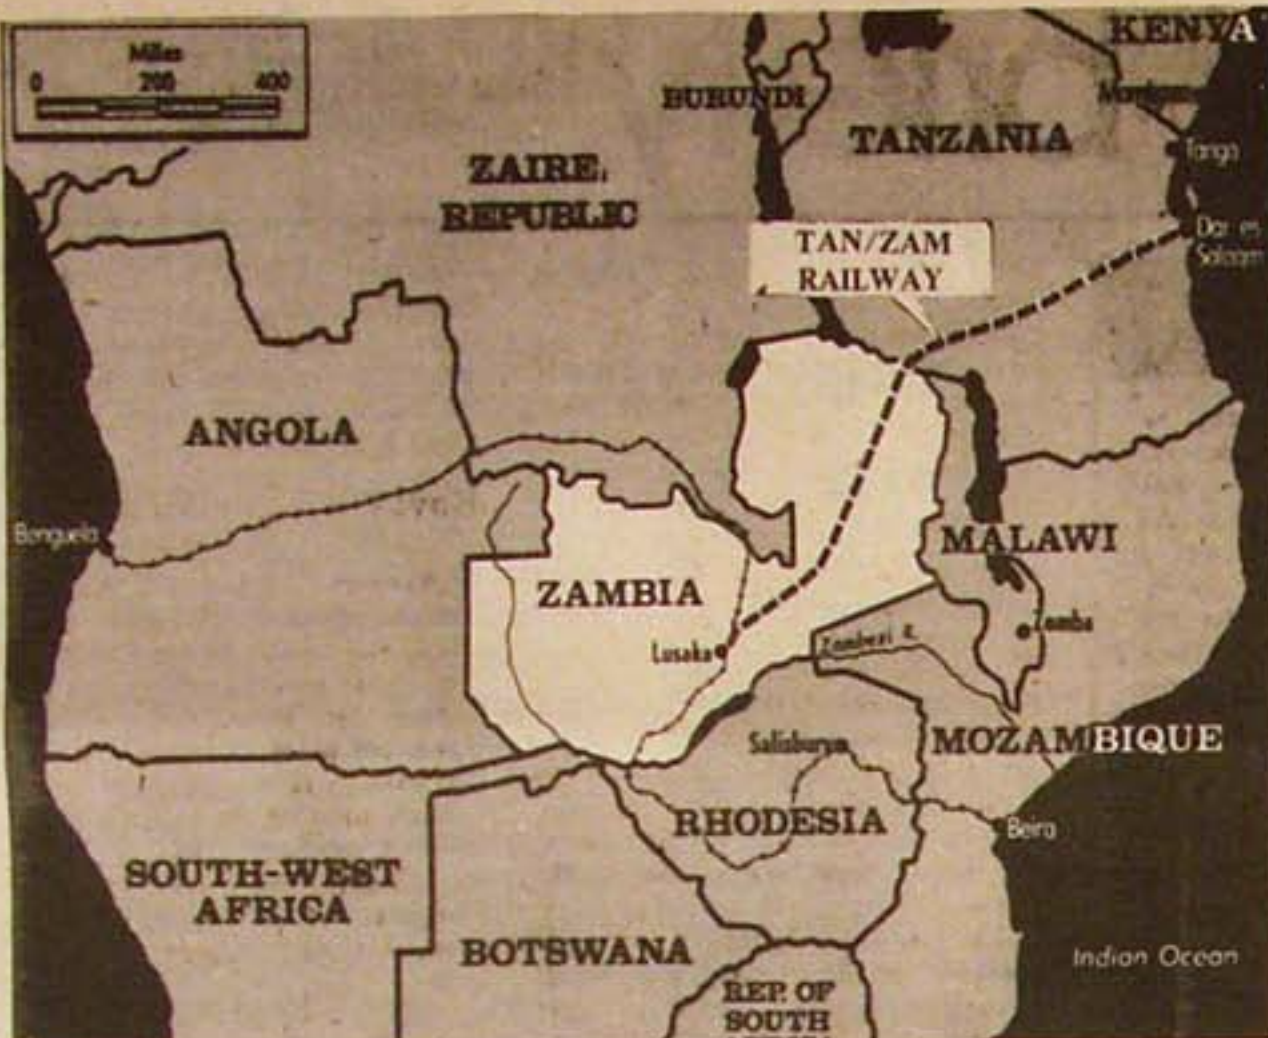 Miles
0 200 400
KENYA
BURUNDI
TANZANIA
Tanga
ZAIRE.
REPUBLIC
TAN/ZAM
RAILWAY
Dar es
Salaam
ANGOLA
Benguela
MALAWI
ZAMBIA
Lusaka
Zambezi R.
Zomba
Salisbury
MOZAMBIQUE
RHODESIA
Beira
SOUTH-WEST
AFRICA
BOTSWANA
Indian Ocean
REP. OF
SOUTH